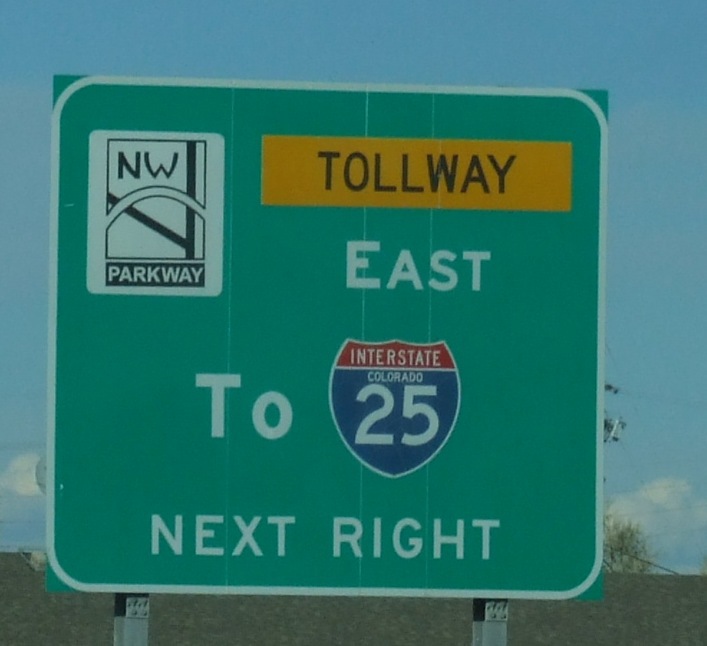 NW
PARKWAY
TOLLWAY
EAST
INTERSTATE
COLORADO
TO 25
NEXT RIGHT